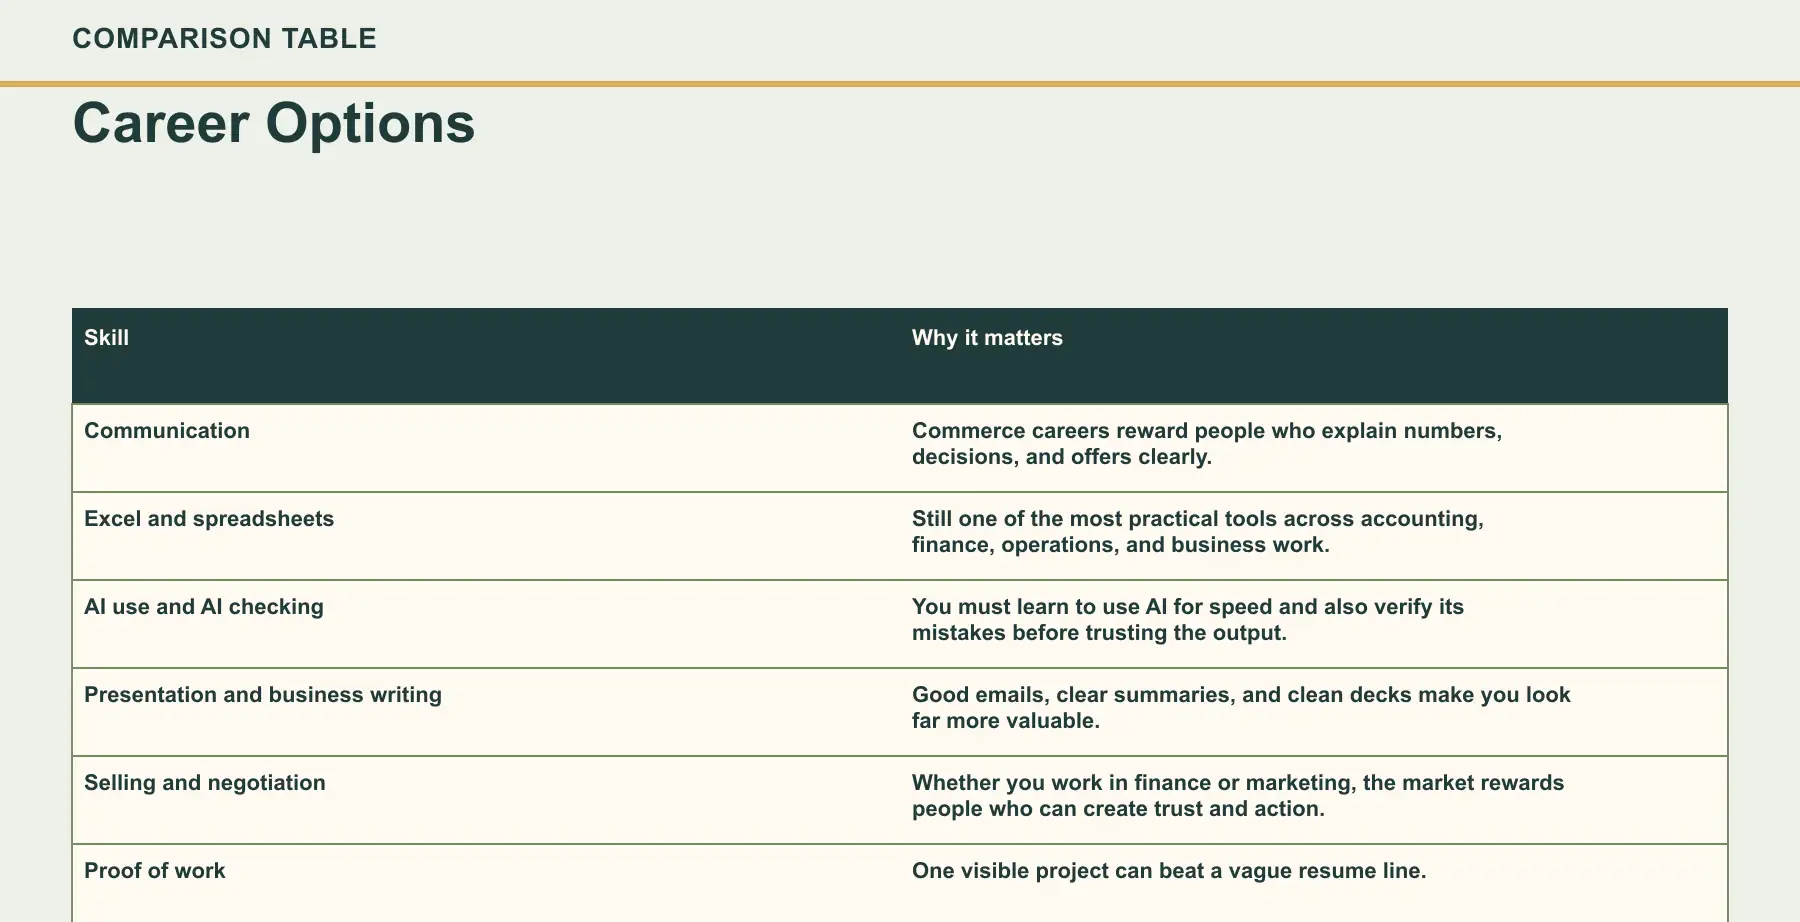 COMPARISON TABLE
Career Options
Skill
Why it matters
Communication
Commerce careers reward people who explain numbers,
decisions, and offers clearly.
Excel and spreadsheets
Still one of the most practical tools across accounting,
finance, operations, and business work.
AI use and AI checking
You must learn to use AI for speed and also verify its
mistakes before trusting the output.
Presentation and business writing
Good emails, clear summaries, and clean decks make you look
far more valuable.
Selling and negotiation
Whether you work in finance or marketing, the market rewards
people who can create trust and action.
Proof of work
One visible project can beat a vague resume line.